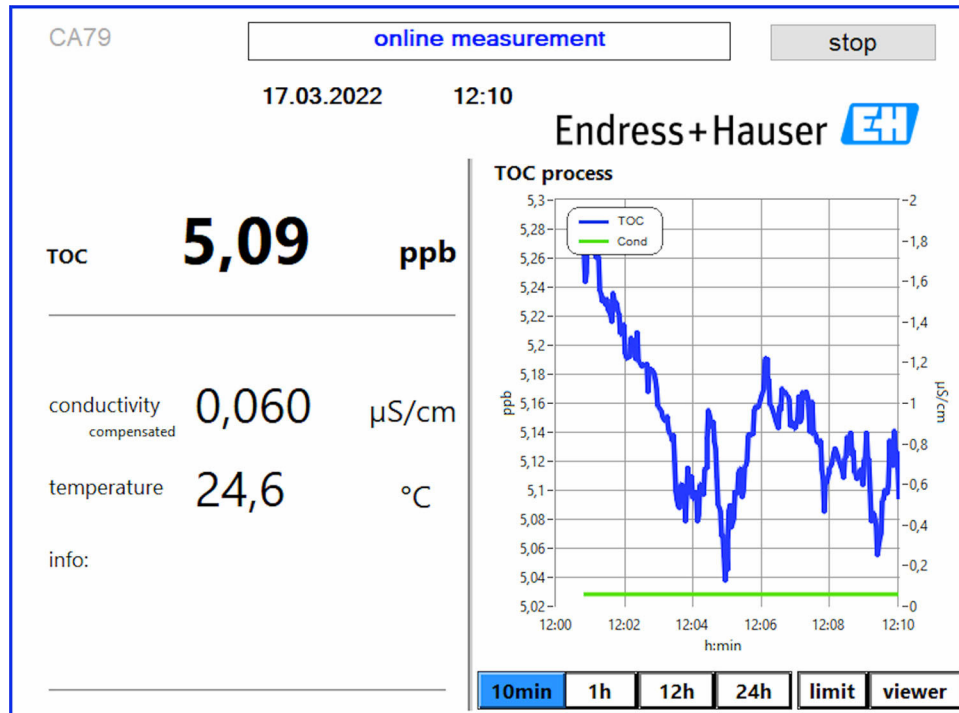 CA79
online measurement
stop
17.03.2022 12:10
Endress+Hauser EH
TOC 5,09 ppb
conductivity 0,060 µS/cm
compensated
temperature 24,6 °C
info:
TOC process
TOC
Cond
5,3
5,28
5,26
5,24
5,22
5,2
5,18
5,16
5,14
5,12
5,1
5,08
5,06
5,04
5,02
ppb
-2
-1,8
-1,6
-1,4
-1,2
-1
-0,8
-0,6
-0,4
-0,2
-0
µS/cm
12:00 12:02 12:04 12:06 12:08 12:10
h:min
10min 1h 12h 24h limit viewer